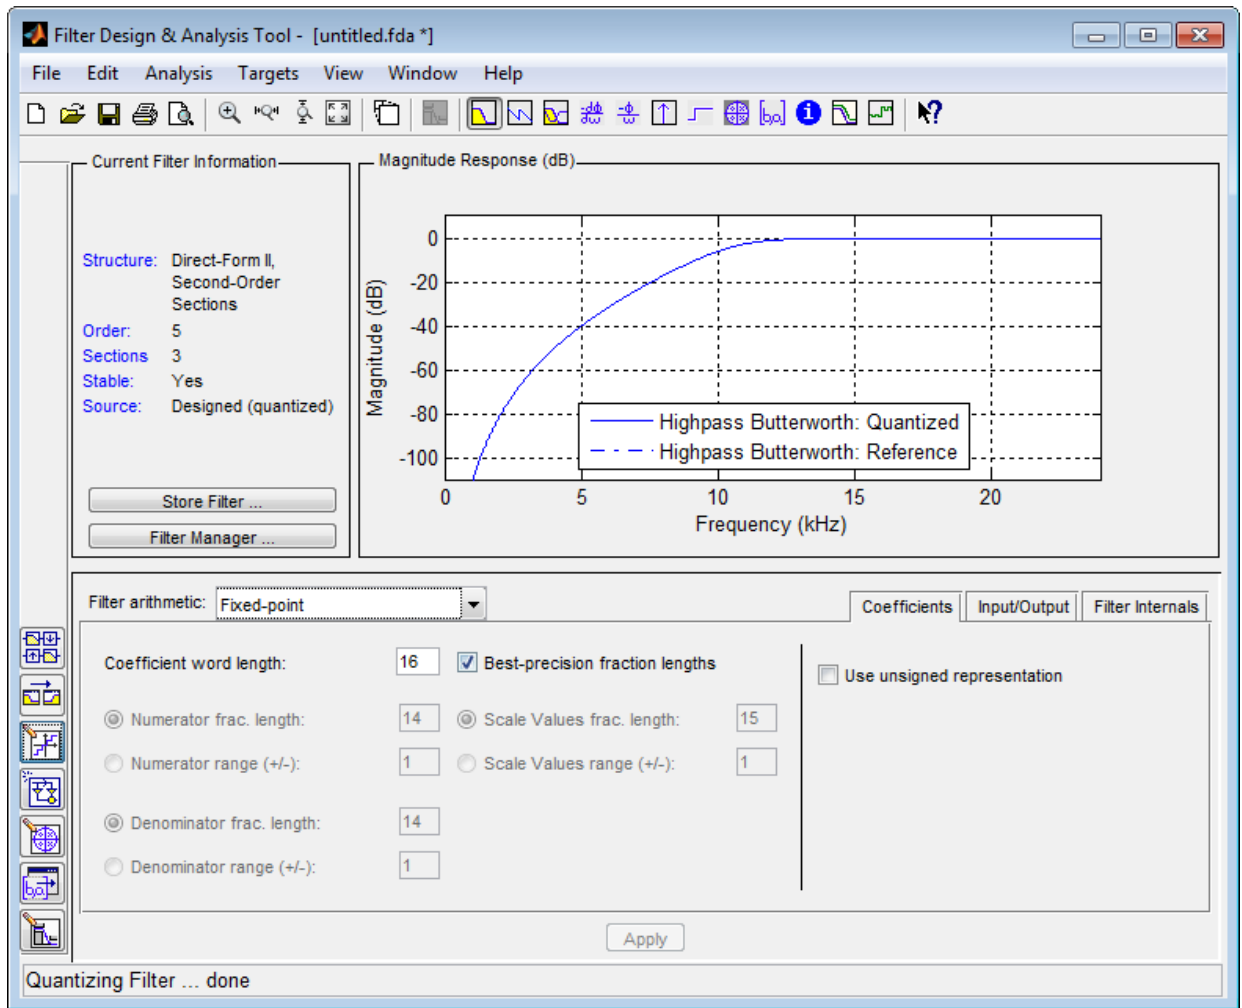 Filter Design & Analysis Tool - [untitled.fda *]
File Edit Analysis Targets View Window Help
Current Filter Information
Structure: Direct-Form II,
Second-Order
Sections
Order: 5
Sections 3
Stable: Yes
Source: Designed (quantized)
Store Filter ...
Filter Manager ...
Magnitude Response (dB)
Magnitude (dB)
0
-20
-40
-60
-80
-100
Highpass Butterworth: Quantized
Highpass Butterworth: Reference
0 5 10 15 20
Frequency (kHz)
Filter arithmetic: Fixed-point
Coefficients Input/Output Filter Internals
Coefficient word length: 16 Best-precision fraction lengths
Use unsigned representation
Numerator frac. length: 14 Scale Values frac. length: 15
Numerator range (+/-): 1 Scale Values range (+/-): 1
Denominator frac. length: 14
Denominator range (+/-): 1
Apply
Quantizing Filter ... done